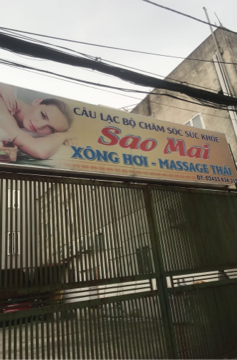 CÂU LẠC BỘ CHĂM SÓC SỨC KHỎE
Sao Mai
XÔNG HƠI - MASSAGE THÁI